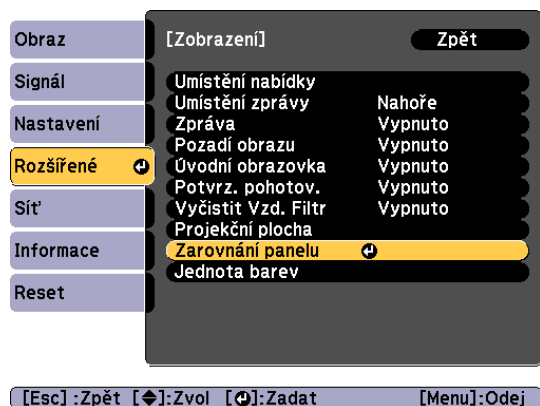 Obraz
Signál
Nastavení
Rozšířené
Síť
Informace
Reset
[Zobrazení] Zpět
Umístění nabídky
Umístění zprávy Nahoře
Zpráva Vypnuto
Pozadí obrazu Vypnuto
Úvodní obrazovka Vypnuto
Potvrz. pohotov. Vypnuto
Vyčistit Vzd. Filtr Vypnuto
Projekční plocha
Zarovnání panelu
Jednota barev
[Esc] :Zpět [◆]:Zvol [↵]:Zadat [Menu]:Odej